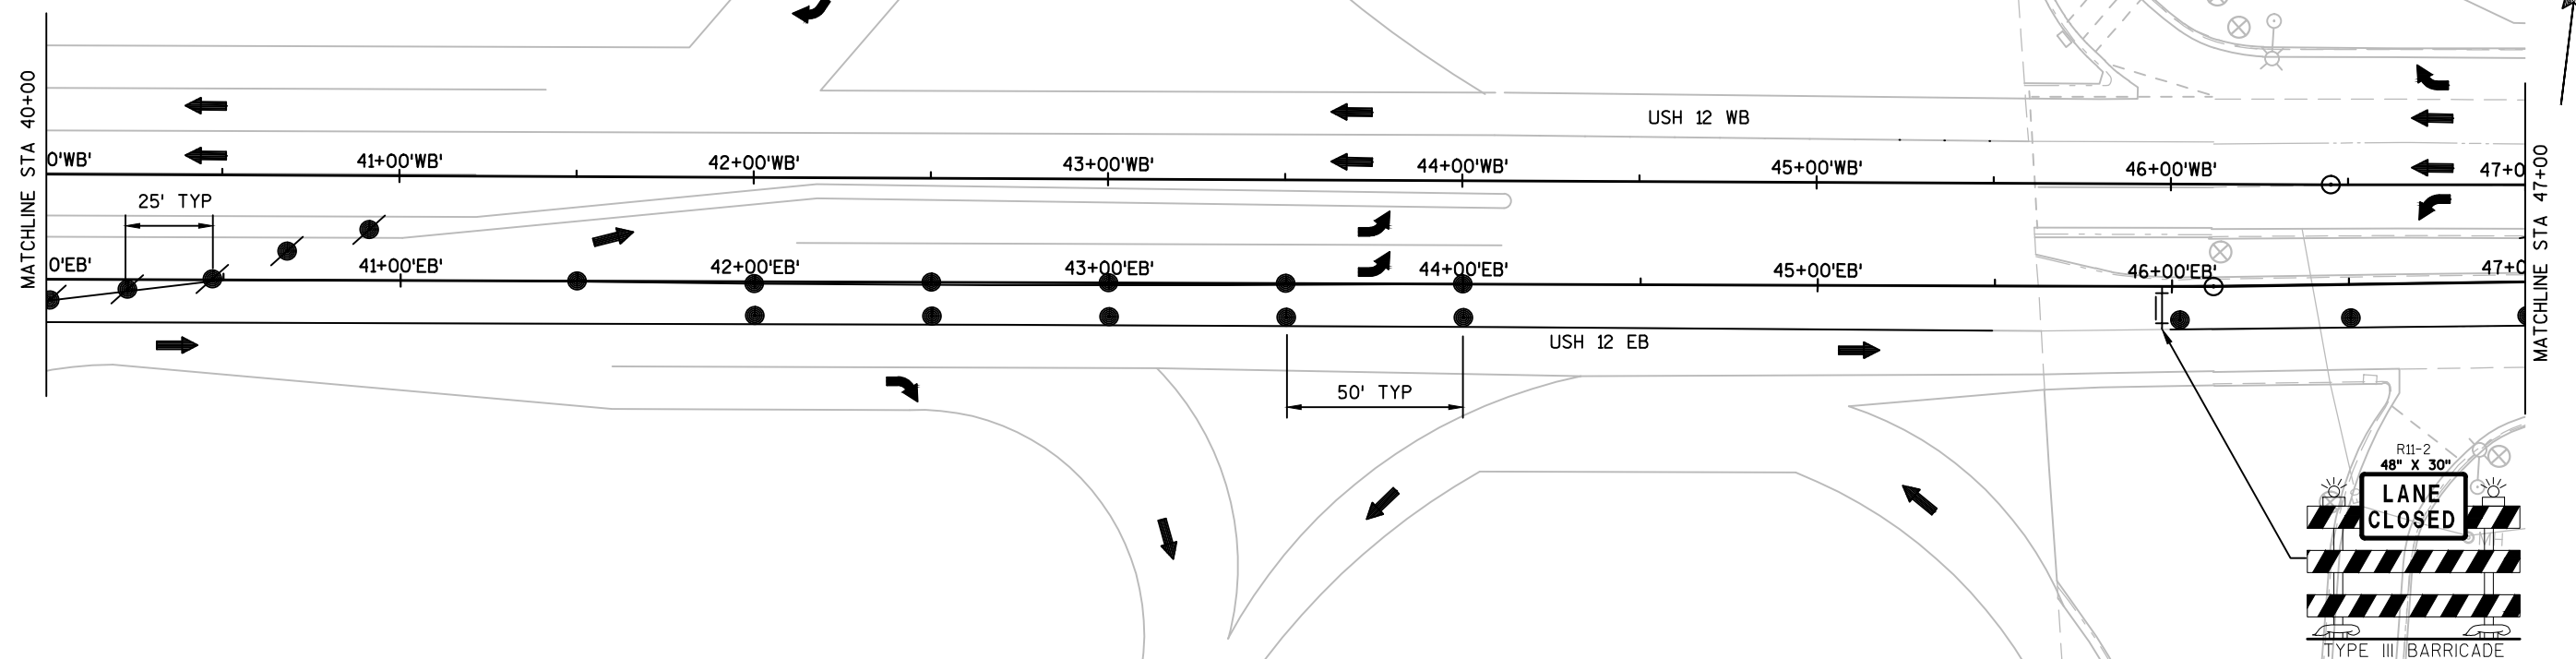 MATCHLINE STA 40+00
USH 12 WB
0'WB'
41+00'WB'
42+00'WB'
43+00'WB'
44+00'WB'
45+00'WB'
46+00'WB'
47+0
25' TYP
0'EB'
41+00'EB'
42+00'EB'
43+00'EB'
44+00'EB'
45+00'EB'
46+00'EB'
47+0
MATCHLINE STA 47+00
USH 12 EB
50' TYP
R11-2
48" X 30"
LANE
CLOSED
MH
TYPE III BARRICADE